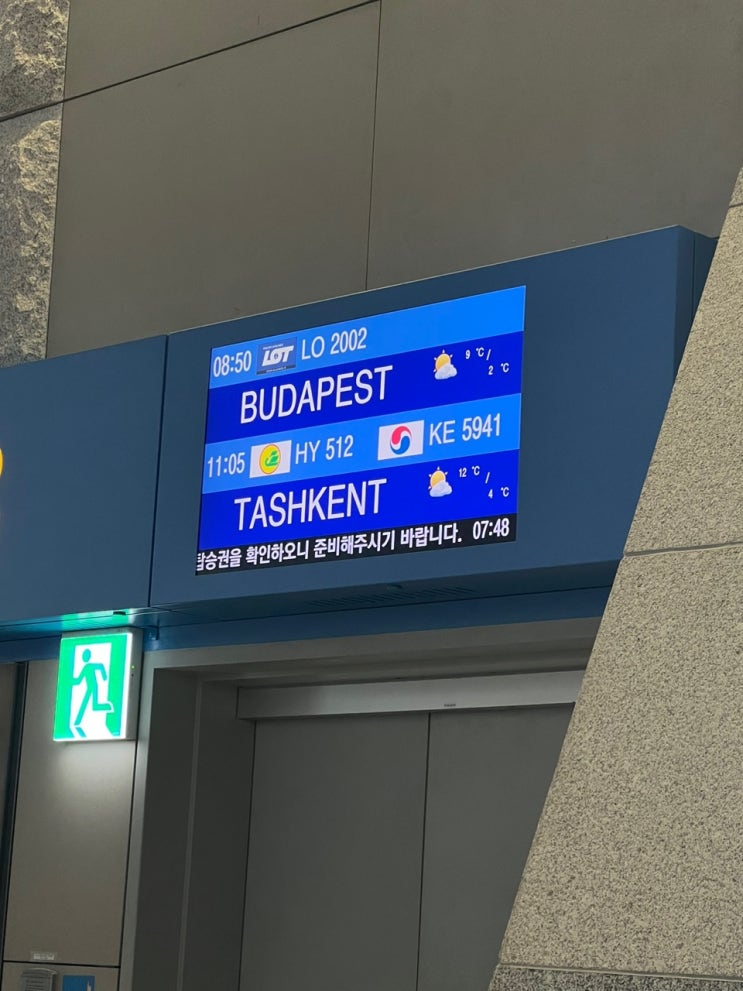 08:50 LOT LO 2002
BUDAPEST 9 ℃/ 2 ℃
11:05 HY 512 KE 5941
TASHKENT 12 ℃/ 4 ℃
탑승권을 확인하오니 준비해주시기 바랍니다. 07:48